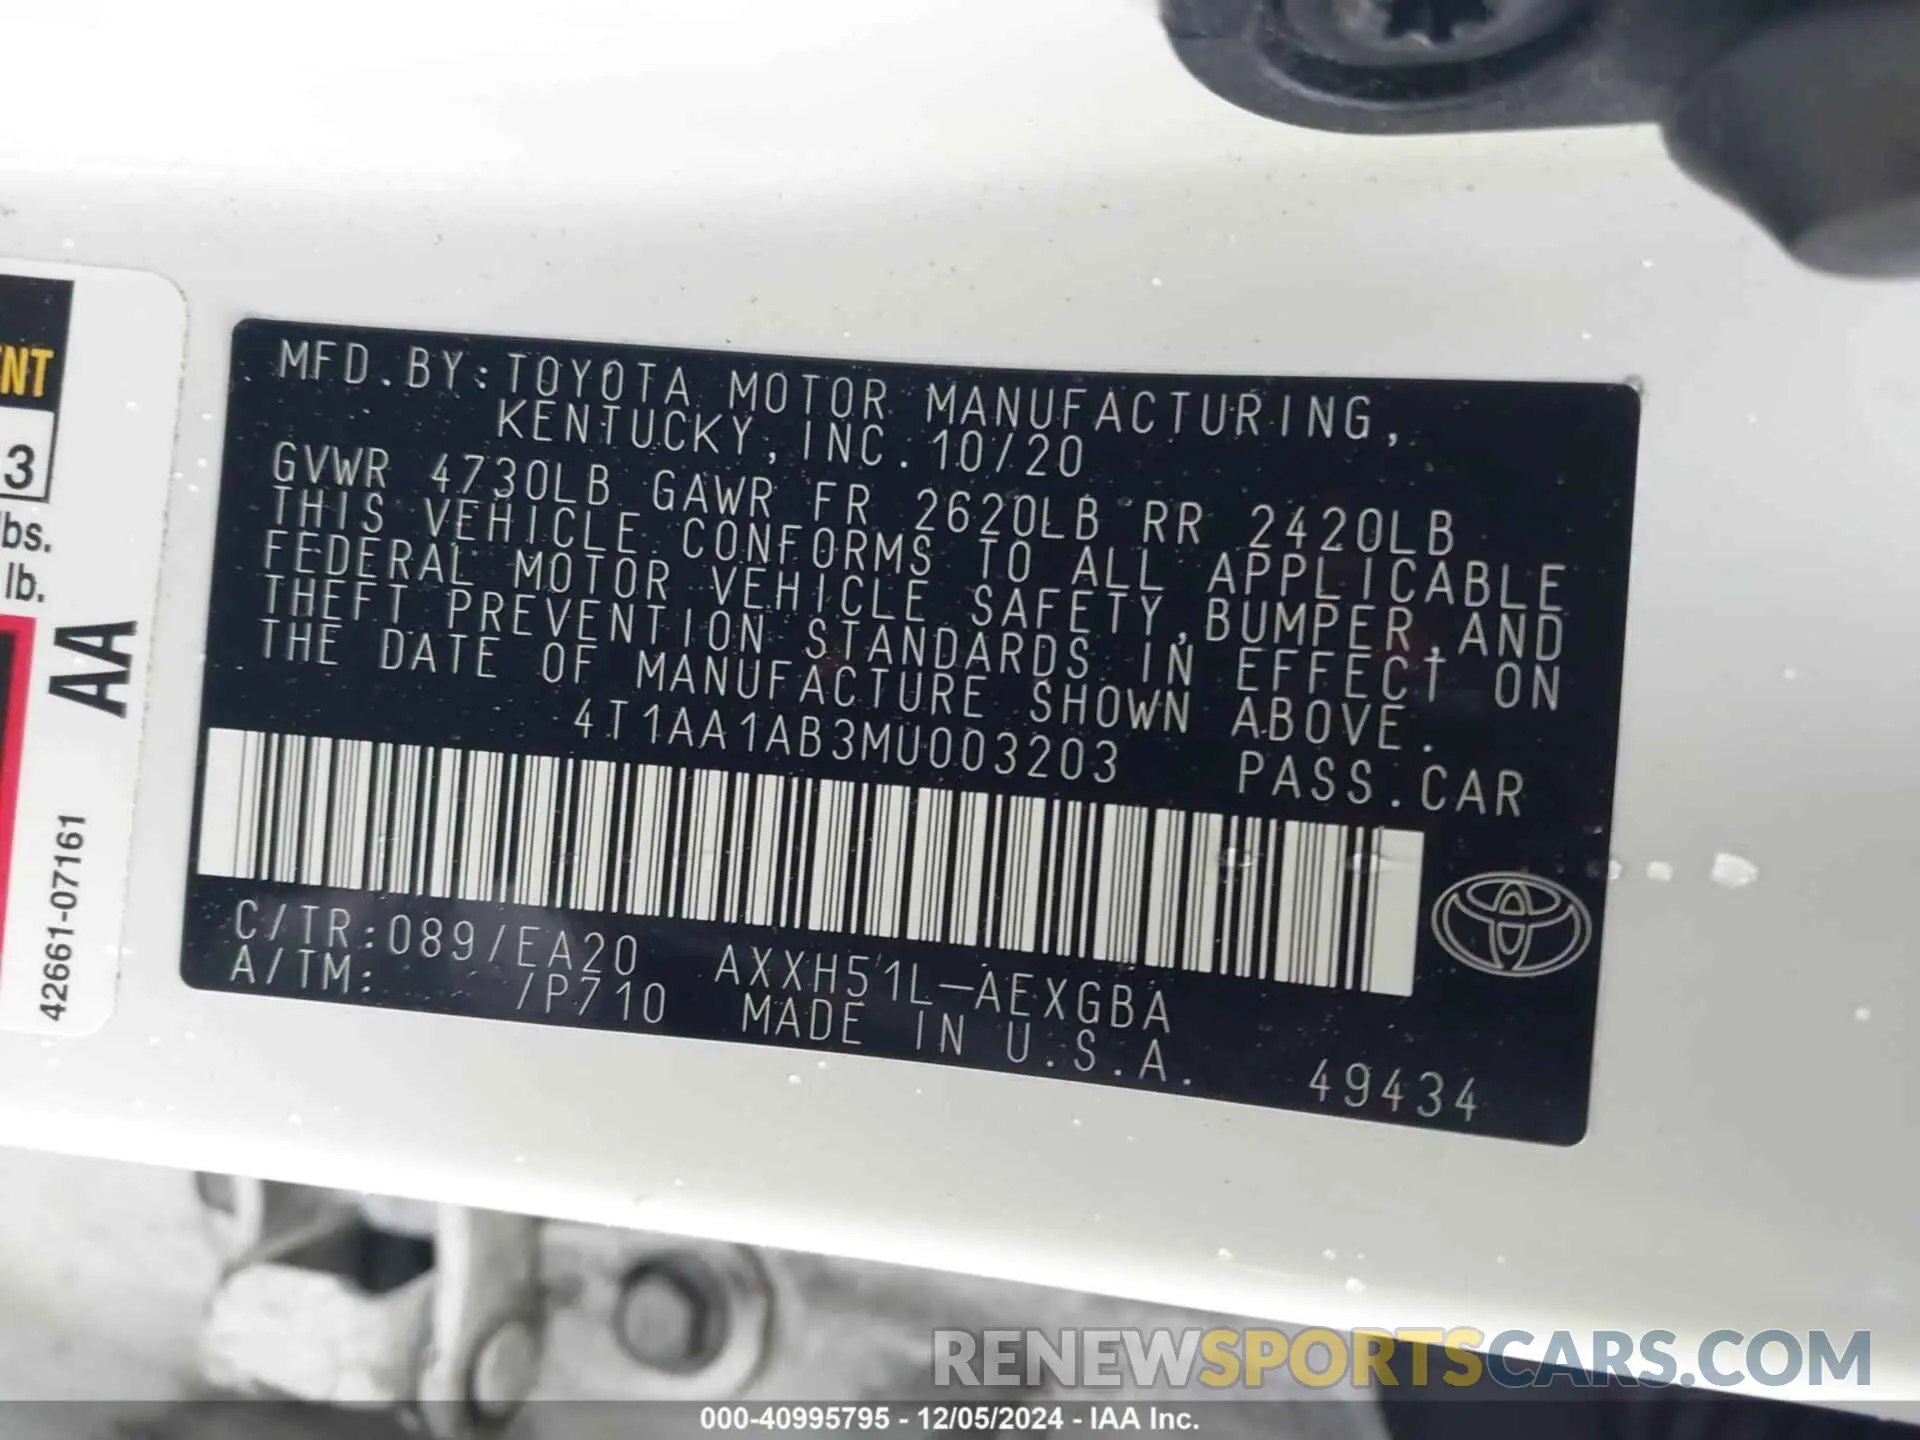 MFD.BY:TOYOTA MOTOR MANUFACTURING,
KENTUCKY, INC. 10/20
GVWR 4730LB GAWR FR 2620LB RR 2420LB
THIS VEHICLE CONFORMS TO ALL APPLICABLE
FEDERAL MOTOR VEHICLE SAFETY,BUMPER,AND
THEFT PREVENTION STANDARDS IN EFFECT ON
THE DATE OF MANUFACTURE SHOWN ABOVE.
4T1AA1AB3MU003203 PASS.CAR
C/TR:089/EA20 AXXH51L-AEXGBA
A/TM: /P710 MADE IN U.S.A. 49434
3
lb.
AA
42661-07161
RENEWSPORTSCARS.COM
000-40995795 - 12/05/2024 - IAA Inc.